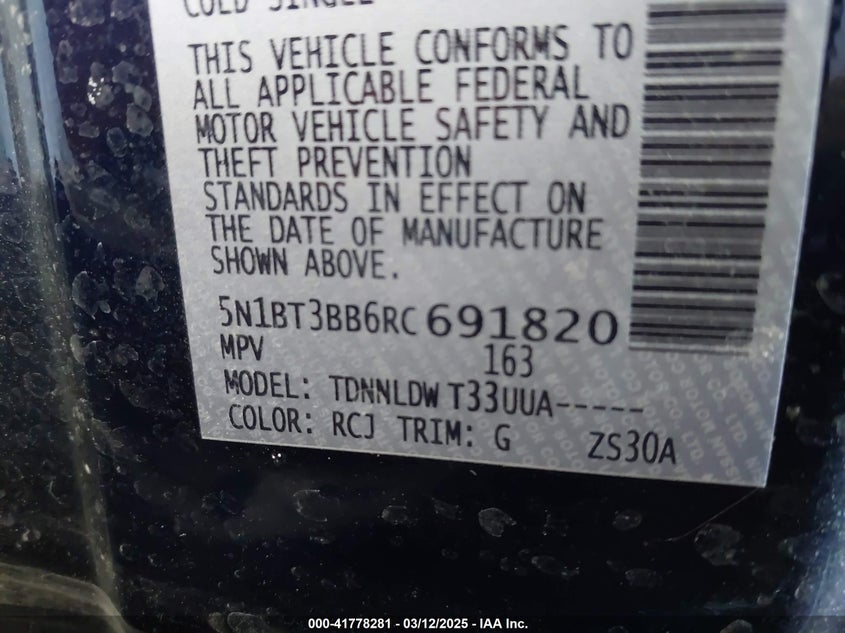 COLD SINGLE
THIS VEHICLE CONFORMS TO
ALL APPLICABLE FEDERAL
MOTOR VEHICLE SAFETY AND
THEFT PREVENTION
STANDARDS IN EFFECT ON
THE DATE OF MANUFACTURE
SHOWN ABOVE.
5N1BT3BB6RC691820
MPV 163
MODEL: TDNNLDW T33UUA-----
COLOR: RCJ TRIM: G ZS30A
000-41778281 - 03/12/2025 - © IAA Inc.